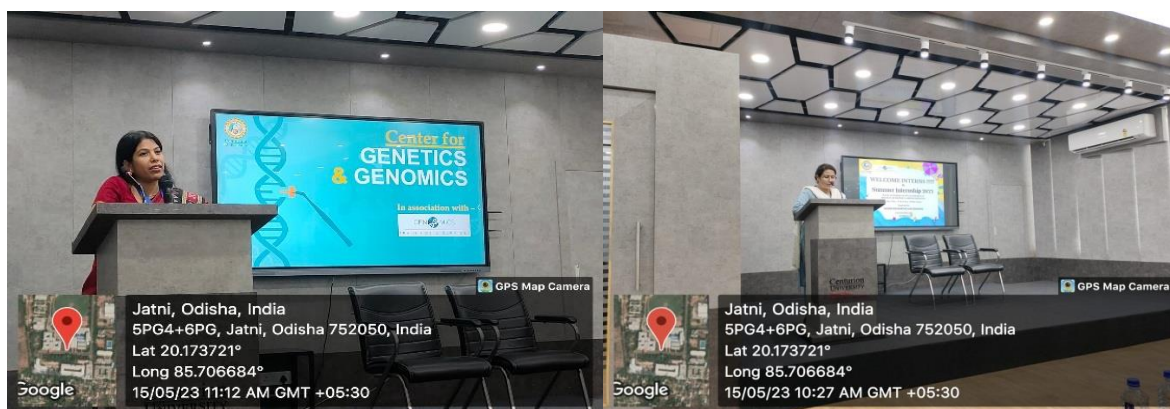 Center for
GENETICS
& GENOMICS
In association with -
GPS Map Camera
Jatni, Odisha, India
5PG4+6PG, Jatni, Odisha 752050, India
Lat 20.173721°
Long 85.706684°
15/05/23 11:12 AM GMT +05:30
Google
WELCOME INTERNS!!!!
Summer Internship 2023
Centurion
UNIVERSITY
GPS Map Camera
Jatni, Odisha, India
5PG4+6PG, Jatni, Odisha 752050, India
Lat 20.173721°
Long 85.706684°
15/05/23 10:27 AM GMT +05:30
Google